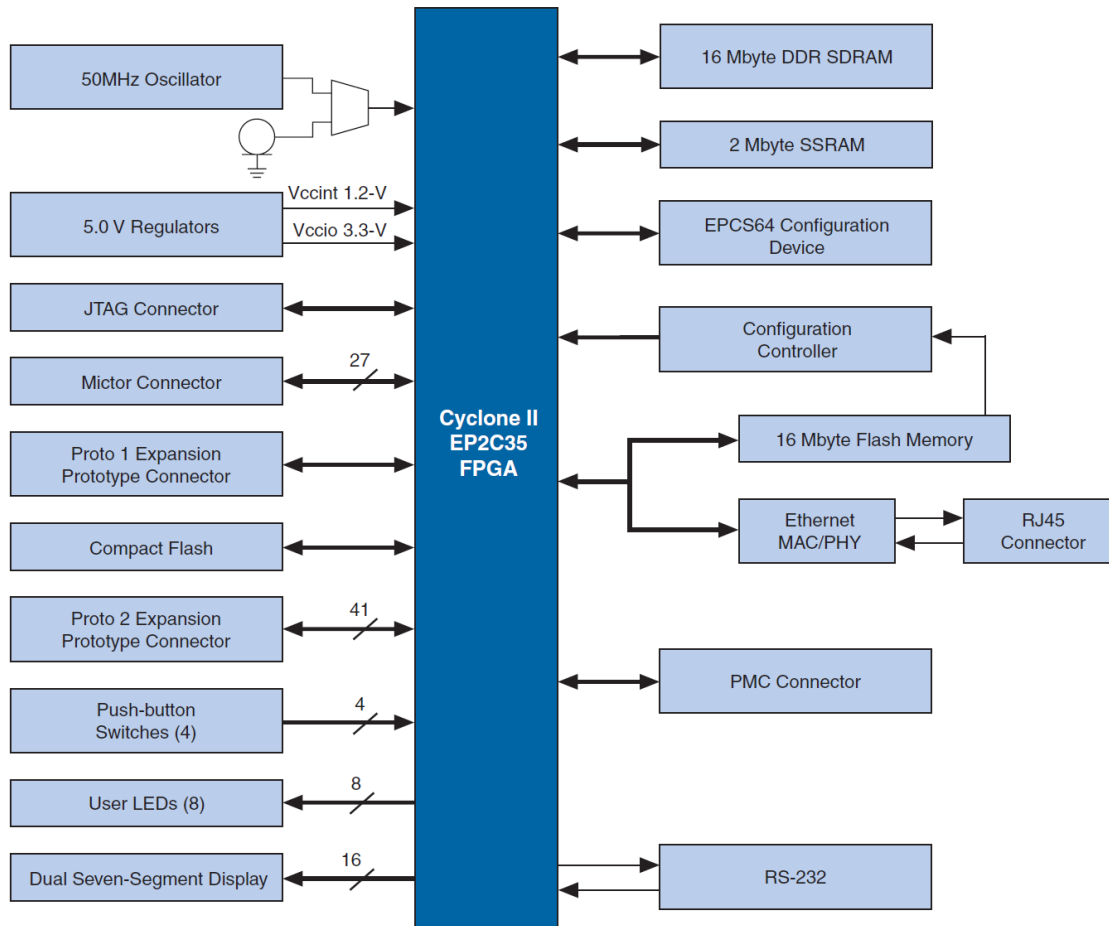 50MHz Oscillator
Vccint 1.2-V
5.0 V Regulators
Vccio 3.3-V
JTAG Connector
27
Mictor Connector
Proto 1 Expansion
Prototype Connector
Compact Flash
41
Proto 2 Expansion
Prototype Connector
4
Push-button
Switches (4)
8
User LEDs (8)
16
Dual Seven-Segment Display
Cyclone II
EP2C35
FPGA
16 Mbyte DDR SDRAM
2 Mbyte SSRAM
EPCS64 Configuration
Device
Configuration
Controller
16 Mbyte Flash Memory
Ethernet
MAC/PHY
RJ45
Connector
PMC Connector
RS-232